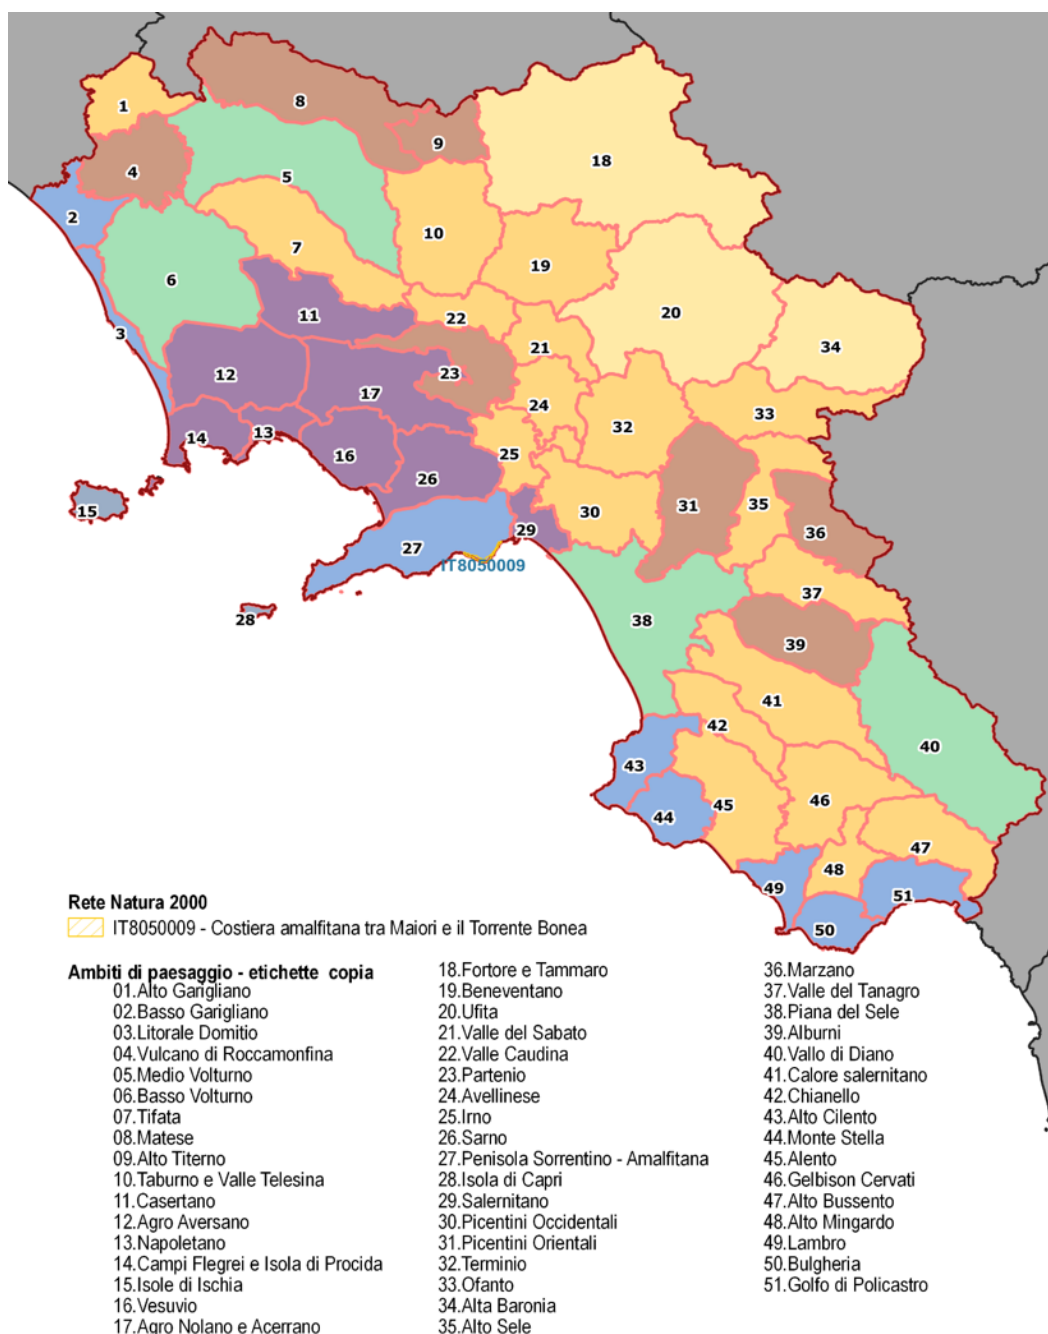 1
8
9
18
4
5
2
10
7
19
6
20
11
22
3
21
34
12
23
17
24
33
32
14
13
16
25
26
31
35
15
30
29
36
27
IT8050009
37
28
38
39
41
42
40
43
46
45
44
47
48
49
51
50
Rete Natura 2000
IT8050009 - Costiera amalfitana tra Maiori e il Torrente Bonea
Ambiti di paesaggio - etichette copia
01.Alto Garigliano
02.Basso Garigliano
03.Litorale Domitio
04.Vulcano di Roccamonfina
05.Medio Volturno
06.Basso Volturno
07.Tifata
08.Matese
09.Alto Titerno
10.Taburno e Valle Telesina
11.Casertano
12.Agro Aversano
13.Napoletano
14.Campi Flegrei e Isola di Procida
15.Isole di Ischia
16.Vesuvio
17.Agro Nolano e Acerrano
18.Fortore e Tammaro
19.Beneventano
20.Ufita
21.Valle del Sabato
22.Valle Caudina
23.Partenio
24.Avellinese
25.Irno
26.Sarno
27.Penisola Sorrentino - Amalfitana
28.Isola di Capri
29.Salernitano
30.Picentini Occidentali
31.Picentini Orientali
32.Terminio
33.Ofanto
34.Alta Baronia
35.Alto Sele
36.Marzano
37.Valle del Tanagro
38.Piana del Sele
39.Alburni
40.Vallo di Diano
41.Calore salernitano
42.Chianello
43.Alto Cilento
44.Monte Stella
45.Alento
46.Gelbison Cervati
47.Alto Bussento
48.Alto Mingardo
49.Lambro
50.Bulgheria
51.Golfo di Policastro